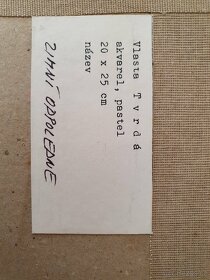 Vlasta Tvrdá
akvarel, pastel
20 x 25 cm
název
ZIMNÍ ODPOLEDNE